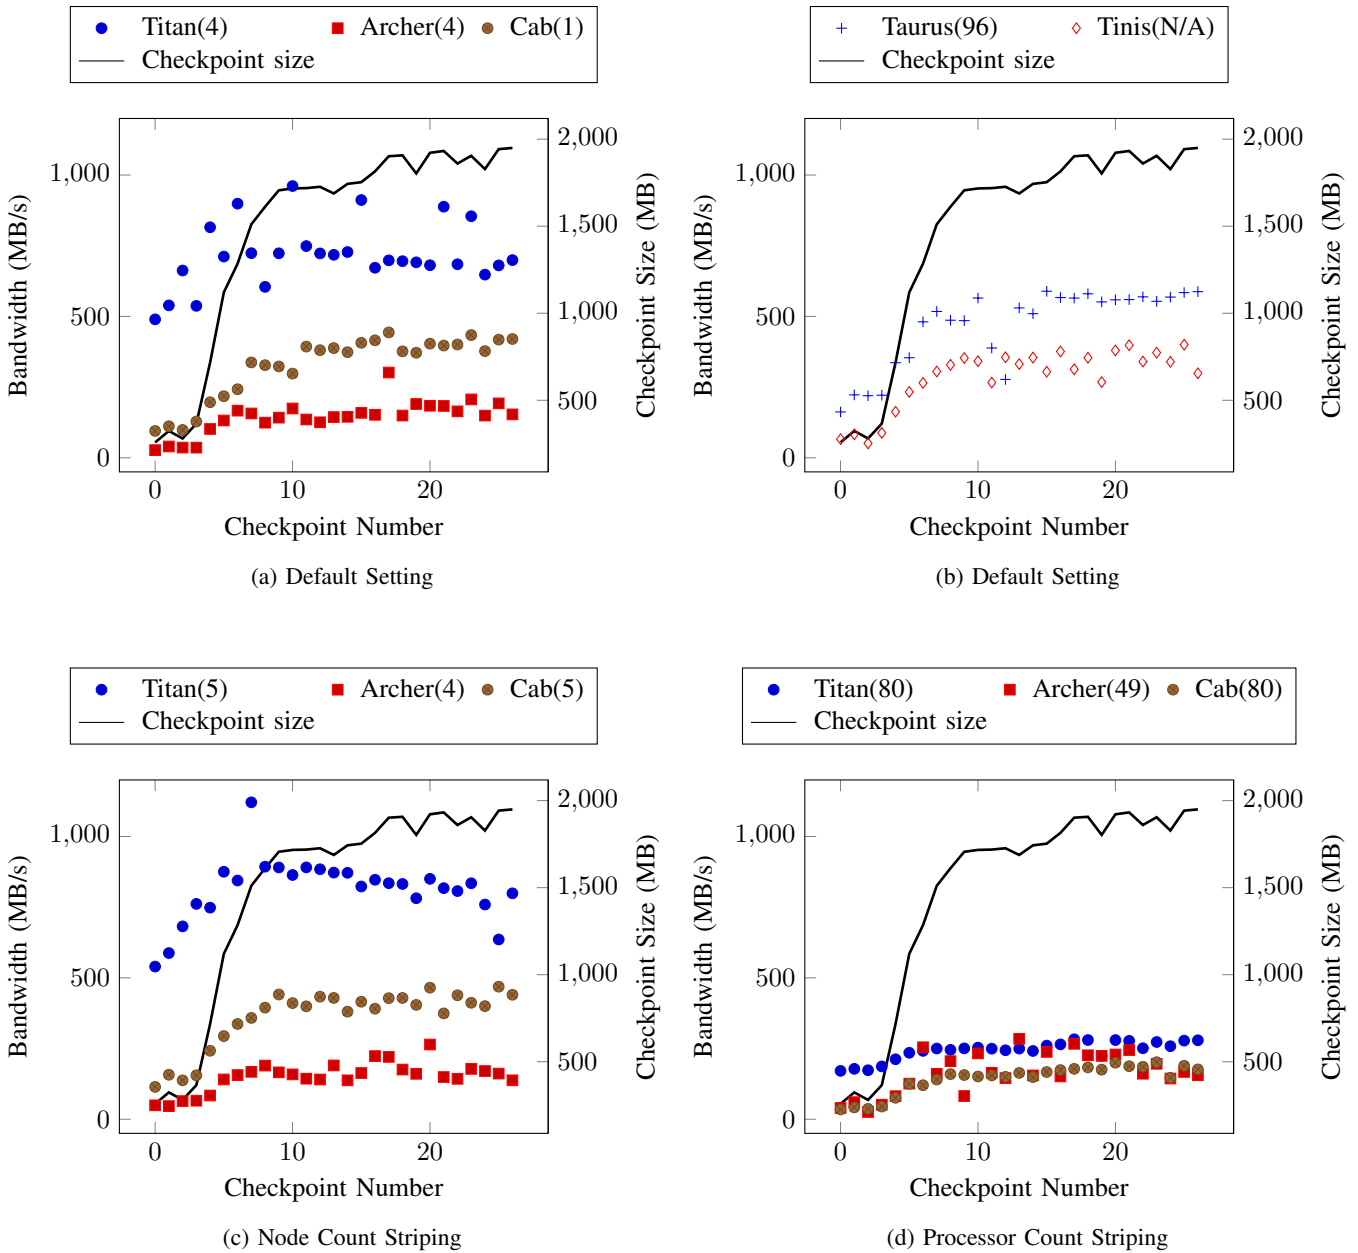 Titan(4) Archer(4) Cab(1)
Checkpoint size
Bandwidth (MB/s)
1,000
500
0
2,000
1,500
1,000
500
Checkpoint Size (MB)
0 10 20
Checkpoint Number
(a) Default Setting
Taurus(96) Tinis(N/A)
Checkpoint size
Bandwidth (MB/s)
1,000
500
0
2,000
1,500
1,000
500
Checkpoint Size (MB)
0 10 20
Checkpoint Number
(b) Default Setting
Titan(5) Archer(4) Cab(5)
Checkpoint size
Bandwidth (MB/s)
1,000
500
0
2,000
1,500
1,000
500
Checkpoint Size (MB)
0 10 20
Checkpoint Number
(c) Node Count Striping
Titan(80) Archer(49) Cab(80)
Checkpoint size
Bandwidth (MB/s)
1,000
500
0
2,000
1,500
1,000
500
Checkpoint Size (MB)
0 10 20
Checkpoint Number
(d) Processor Count Striping